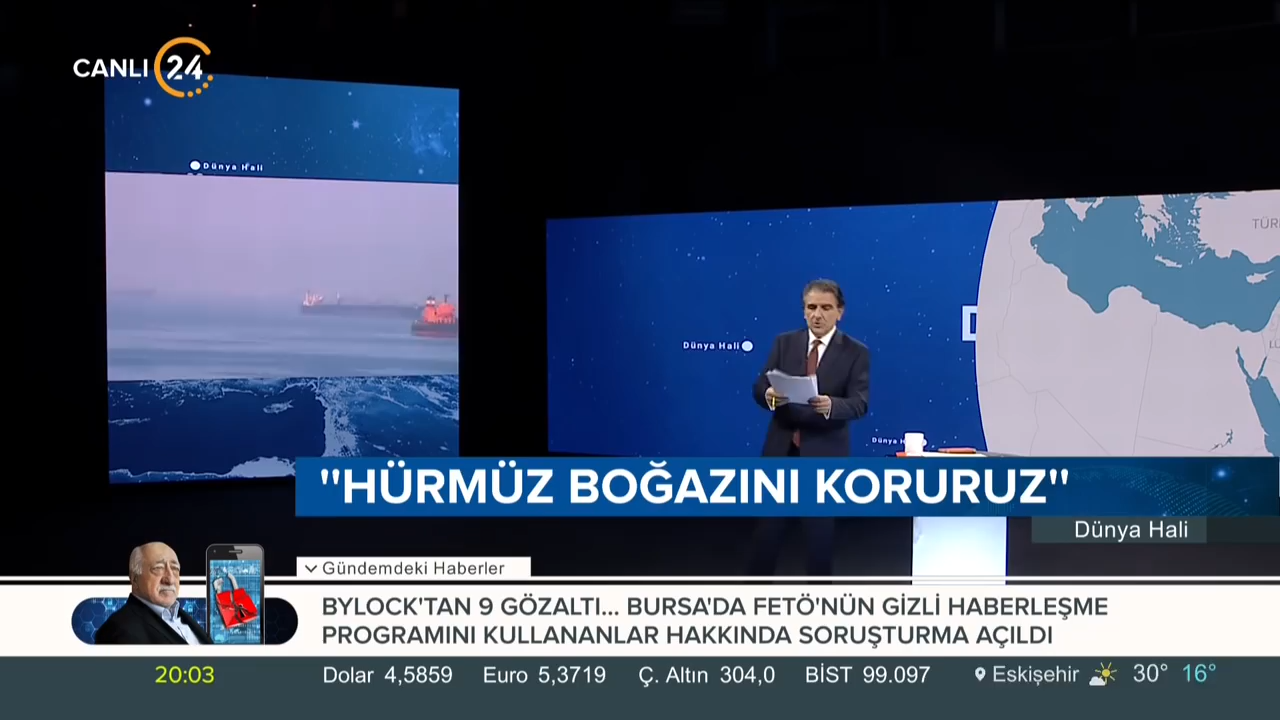 CANLI 24
Dünya Hali
TÜR
Dünya Hali
D
Dünya H
"HÜRMÜZ BOĞAZINI KORURUZ"
Dünya Hali
Gündemdeki Haberler
BYLOCK'TAN 9 GÖZALTI... BURSA'DA FETÖ'NÜN GİZLİ HABERLEŞME
PROGRAMINI KULLANANLAR HAKKINDA SORUŞTURMA AÇILDI
20:03 Dolar 4,5859 Euro 5,3719 Ç. Altın 304,0 BİST 99.097 Eskişehir 30° 16°